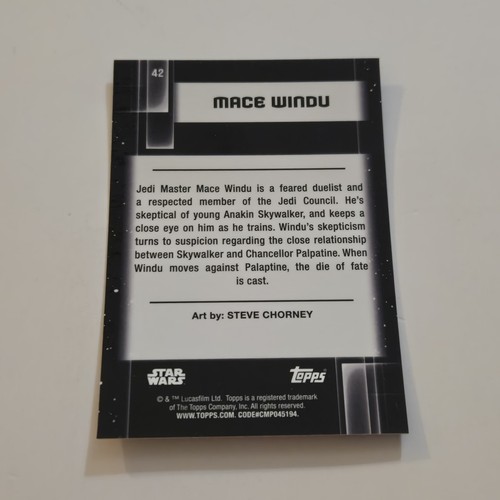 42
MACE WINDU
Jedi Master Mace Windu is a feared duelist and
a respected member of the Jedi Council. He's
skeptical of young Anakin Skywalker, and keeps a
close eye on him as he trains. Windu's skepticism
turns to suspicion regarding the close relationship
between Skywalker and Chancellor Palpatine. When
Windu moves against Palaptine, the die of fate
is cast.
Art by: STEVE CHORNEY
STAR
WARS
Topps
© & ™ Lucasfilm Ltd. Topps is a registered trademark
of The Topps Company, Inc. All rights reserved.
WWW.TOPPS.COM. CODE#CMP045194.